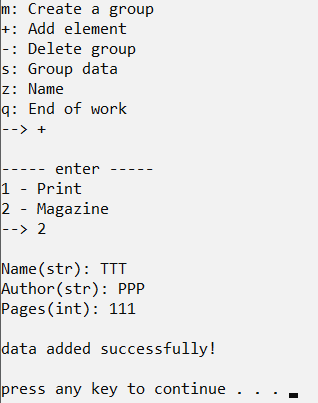 m: Create a group
+: Add element
-: Delete group
s: Group data
z: Name
q: End of work
--> +
----- enter -----
1 - Print
2 - Magazine
--> 2
Name(str): TTT
Author(str): PPP
Pages(int): 111
data added successfully!
press any key to continue . . .